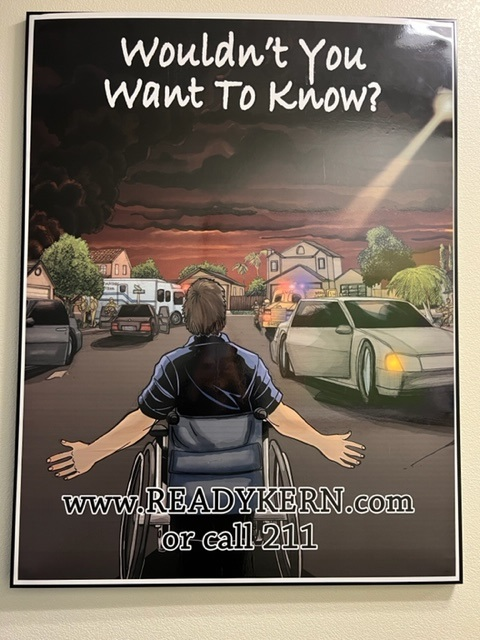 Wouldn't You
Want To Know?
www.READYKERN.com
or call 211